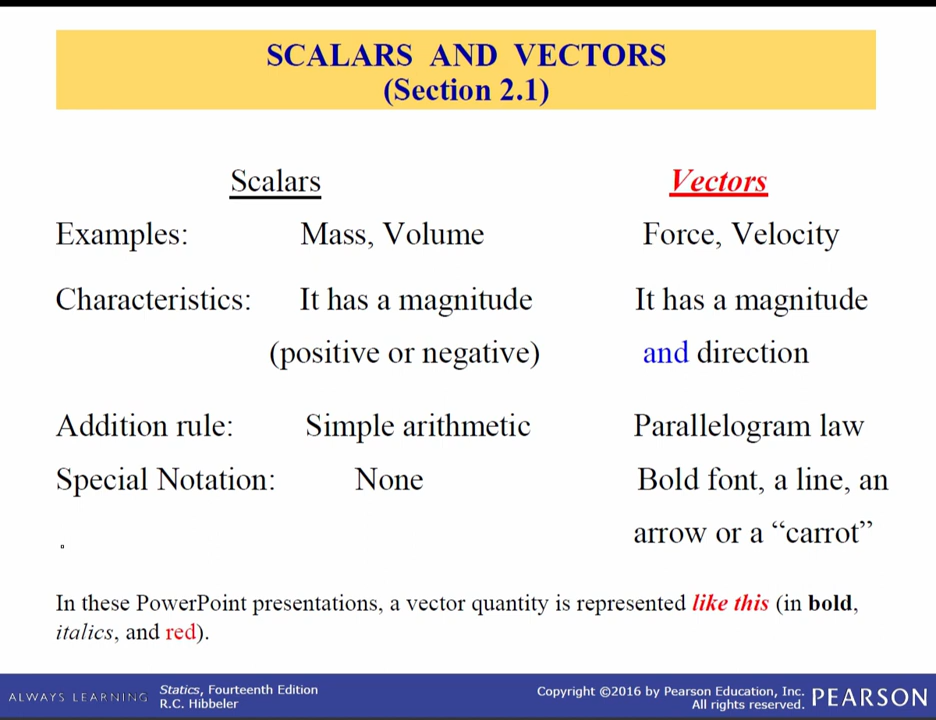 SCALARS AND VECTORS
(Section 2.1)
Scalars Vectors
Examples: Mass, Volume Force, Velocity
Characteristics: It has a magnitude It has a magnitude
(positive or negative) and direction
Addition rule: Simple arithmetic Parallelogram law
Special Notation: None Bold font, a line, an
arrow or a “carrot”
In these PowerPoint presentations, a vector quantity is represented like this (in bold,
italics, and red).
ALWAYS LEARNING
Statics, Fourteenth Edition
R.C. Hibbeler
Copyright ©2016 by Pearson Education, Inc.
All rights reserved.
PEARSON